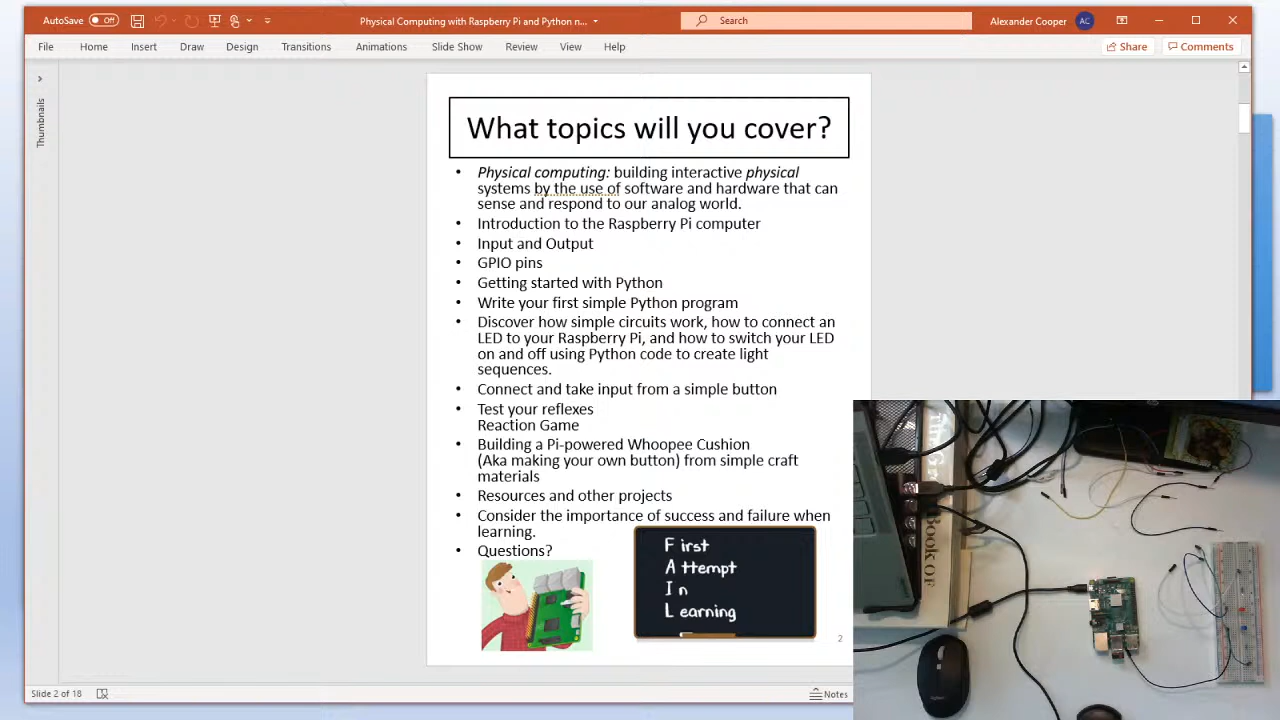 AutoSave Off
Physical Computing with Raspberry Pi and Python n...
Search
Alexander Cooper AC
File Home Insert Draw Design Transitions Animations Slide Show Review View Help
Share Comments
Thumbnails
What topics will you cover?
• Physical computing: building interactive physical
systems by the use of software and hardware that can
sense and respond to our analog world.
• Introduction to the Raspberry Pi computer
• Input and Output
• GPIO pins
• Getting started with Python
• Write your first simple Python program
• Discover how simple circuits work, how to connect an
LED to your Raspberry Pi, and how to switch your LED
on and off using Python code to create light
sequences.
• Connect and take input from a simple button
• Test your reflexes
Reaction Game
• Building a Pi-powered Whoopee Cushion
(Aka making your own button) from simple craft
materials
• Resources and other projects
• Consider the importance of success and failure when
learning.
• Questions?
F irst
A ttempt
I n
L earning
2
Book OF
Slide 2 of 18
Notes